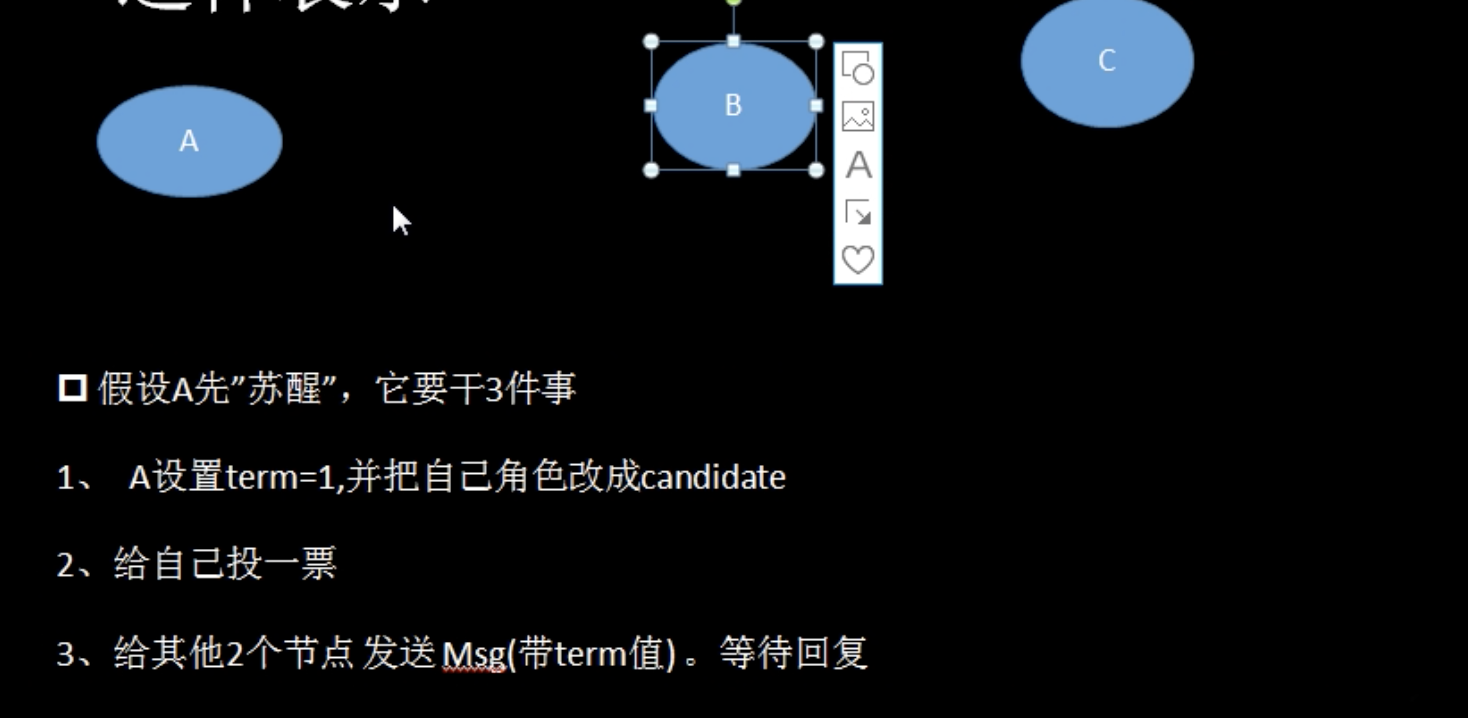 A
B
C
假设A先”苏醒”，它要干3件事
1、 A设置term=1,并把自己角色改成candidate
2、给自己投一票
3、给其他2个节点 发送 Msg(带term值) 。等待回复